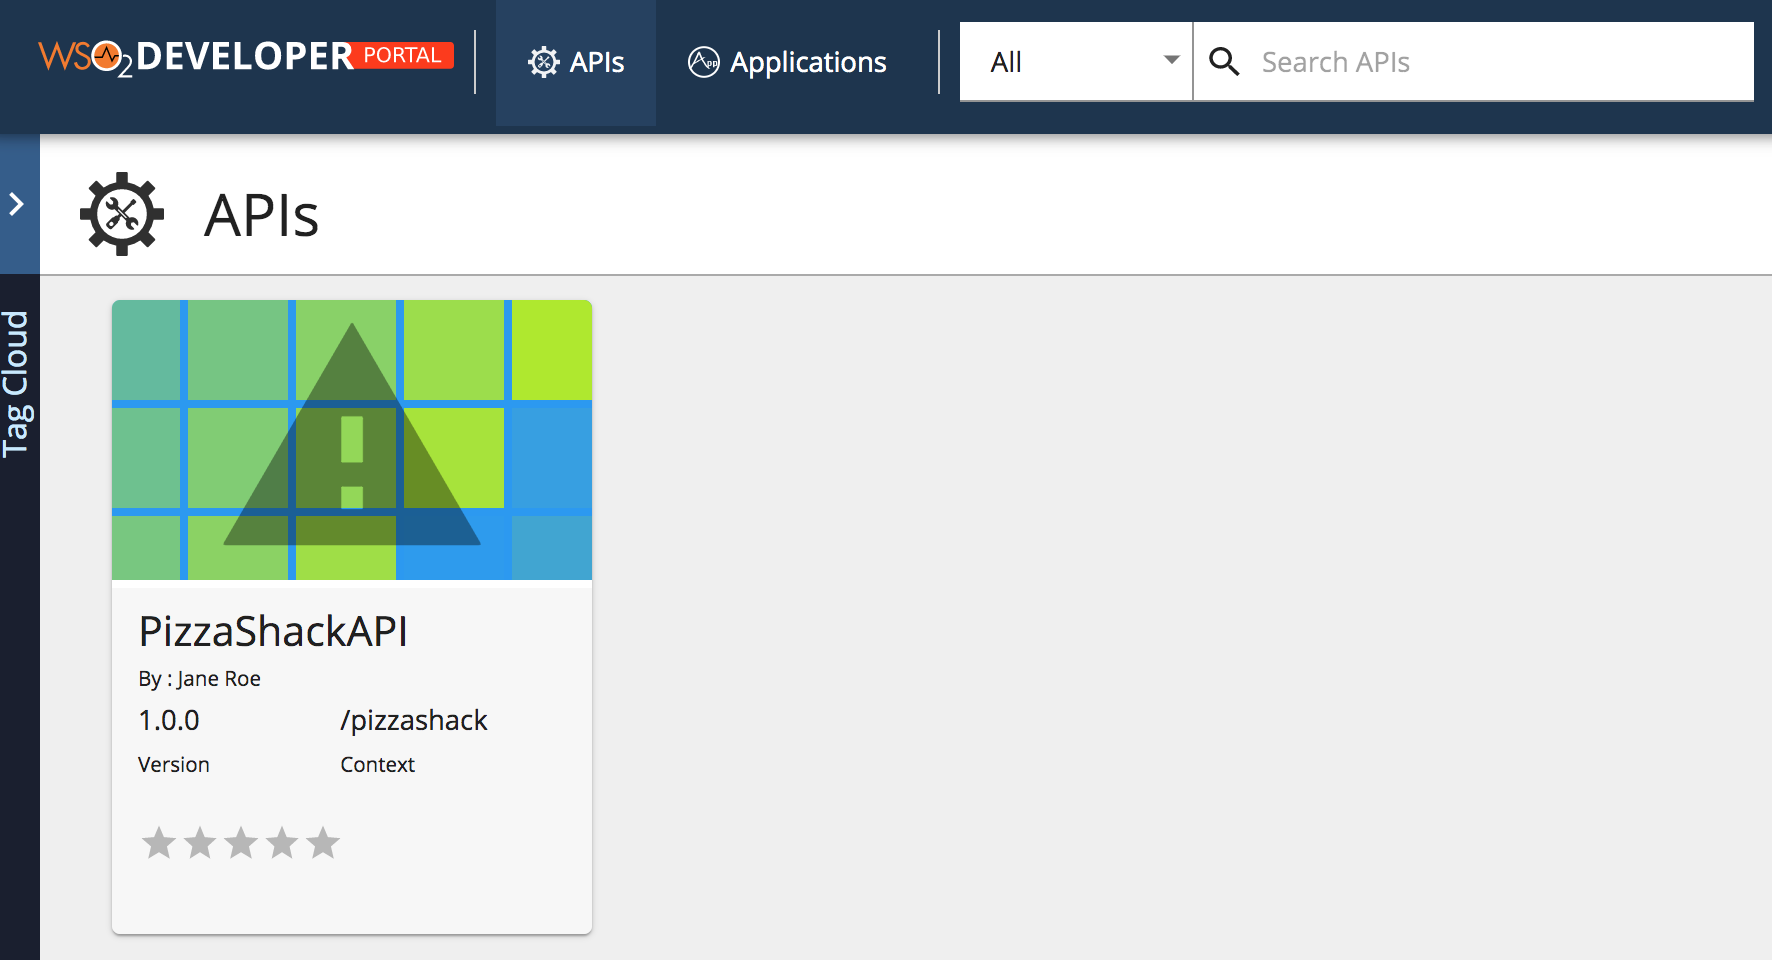 WSO2 DEVELOPER PORTAL
APIs
Applications
All
Search APIs
APIs
Tag Cloud
PizzaShackAPI
By : Jane Roe
1.0.0 /pizzashack
Version Context